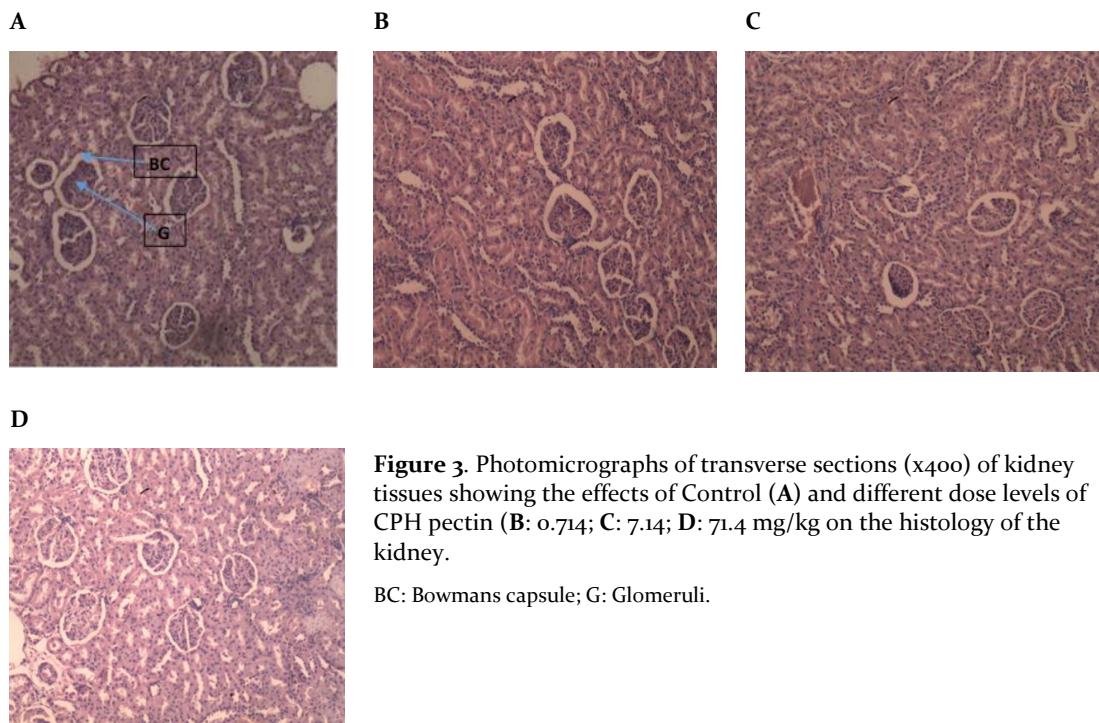 A
B
C
BC
G
D
Figure 3. Photomicrographs of transverse sections (x400) of kidney
tissues showing the effects of Control (A) and different dose levels of
CPH pectin (B: 0.714; C: 7.14; D: 71.4 mg/kg on the histology of the
kidney.
BC: Bowmans capsule; G: Glomeruli.